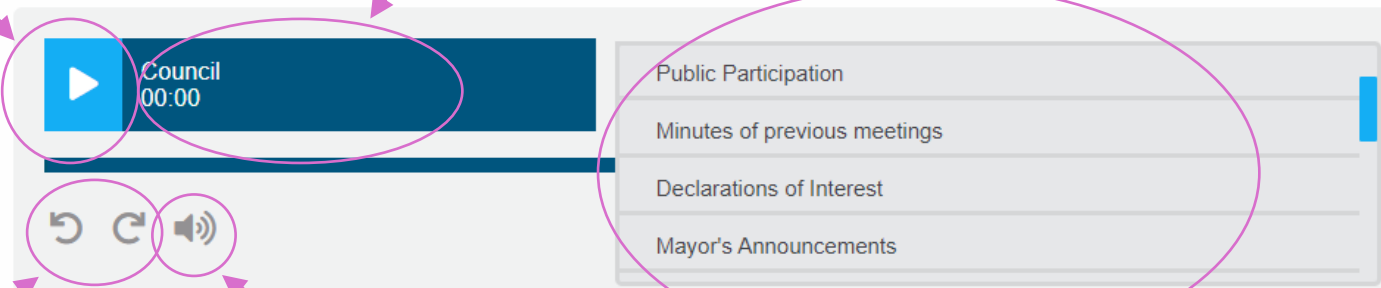 Council
00:00
Public Participation
Minutes of previous meetings
Declarations of Interest
Mayor's Announcements